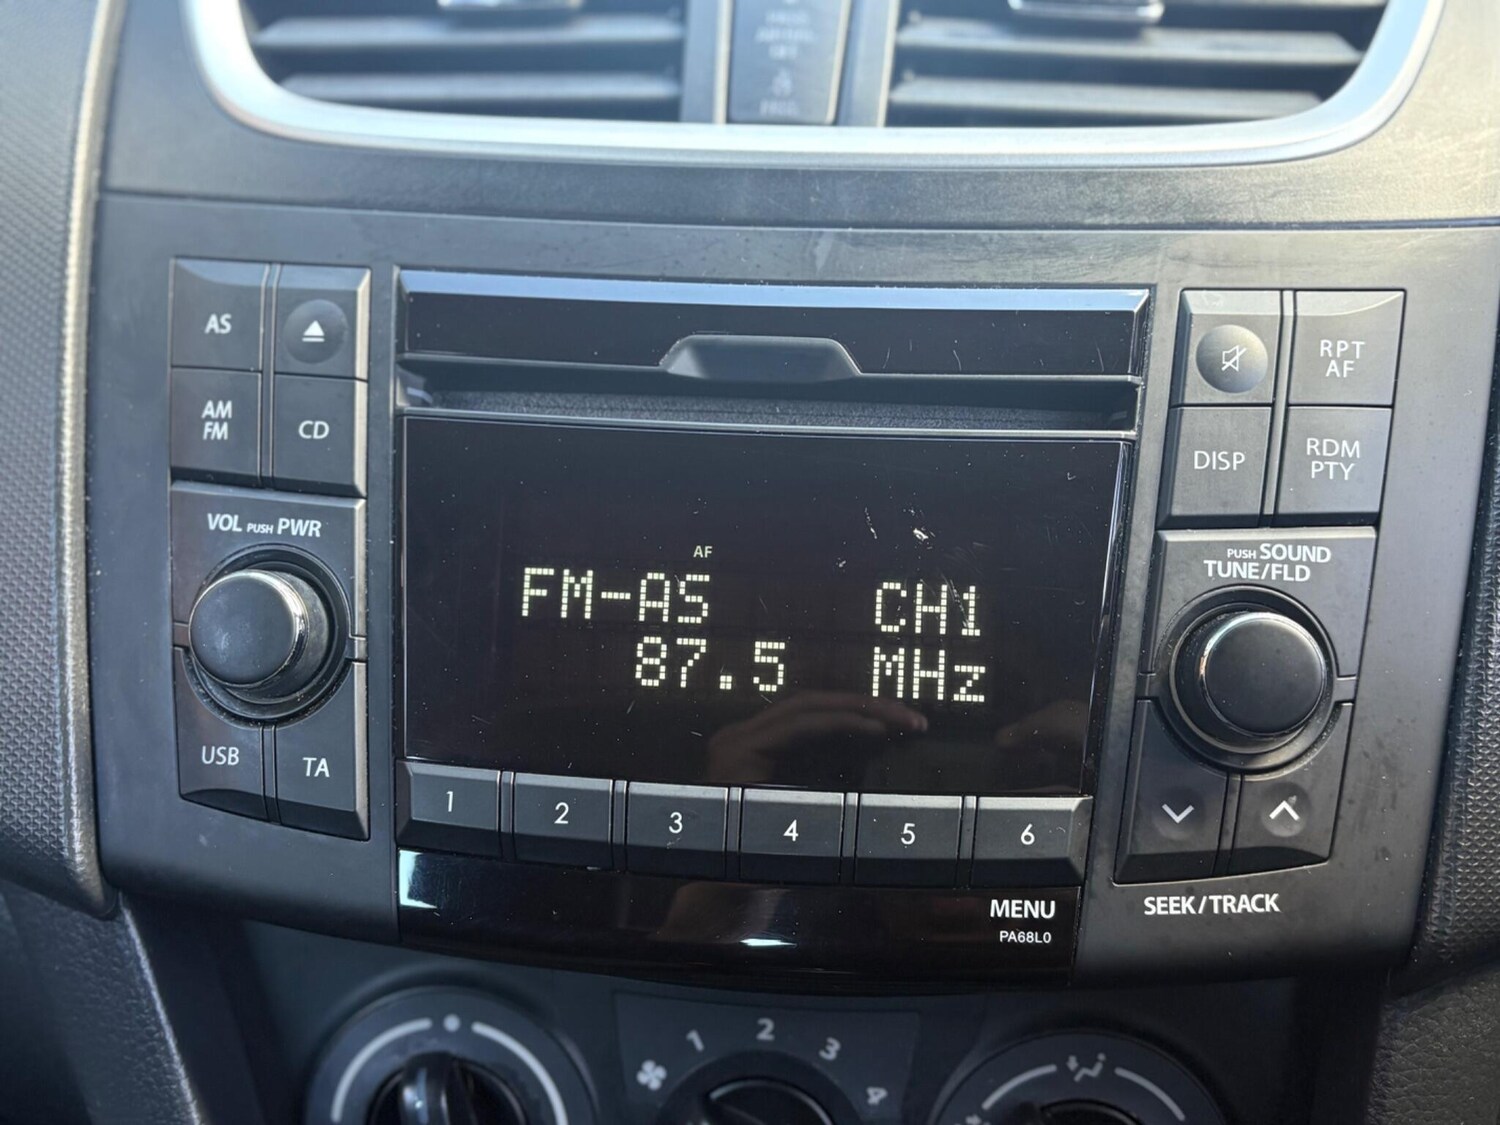 AS
AM
FM
CD
VOL PUSH PWR
USB
TA
AF
FM-AS CH1
87.5 MHz
1 2 3 4 5 6
MENU
PA68L0
RPT
AF
DISP
RDM
PTY
PUSH SOUND
TUNE/FLD
SEEK/TRACK
1 2 3 4